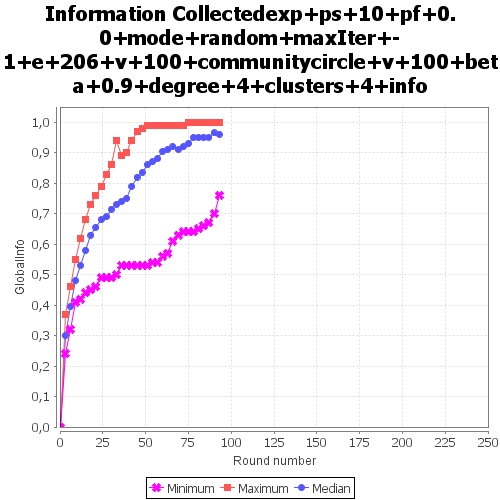 Information Collectedexp+ps+10+pf+0.
0+mode+random+maxIter+-
1+e+206+v+100+communitycircle+v+100+bet
a+0.9+degree+4+clusters+4+info
1,0
0,9
0,8
0,7
0,6
0,5
0,4
0,3
0,2
0,1
0,0
GlobalInfo
0 25 50 75 100 125 150 175 200 225 250
Round number
Minimum Maximum Median